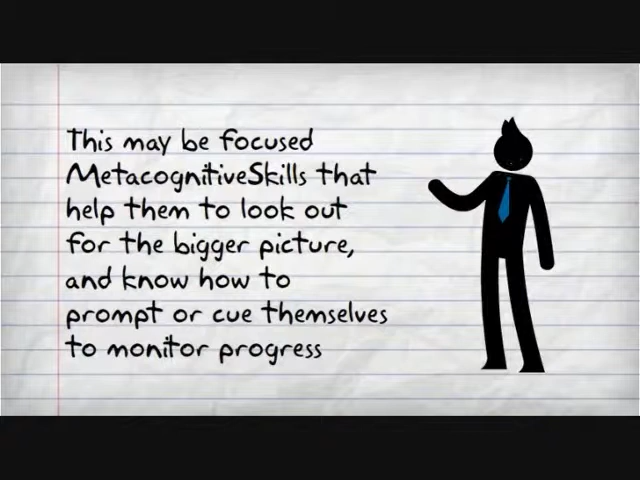 This may be focused
MetacognitiveSkills that
help them to look out
for the bigger picture,
and know how to
prompt or cue themselves
to monitor progress